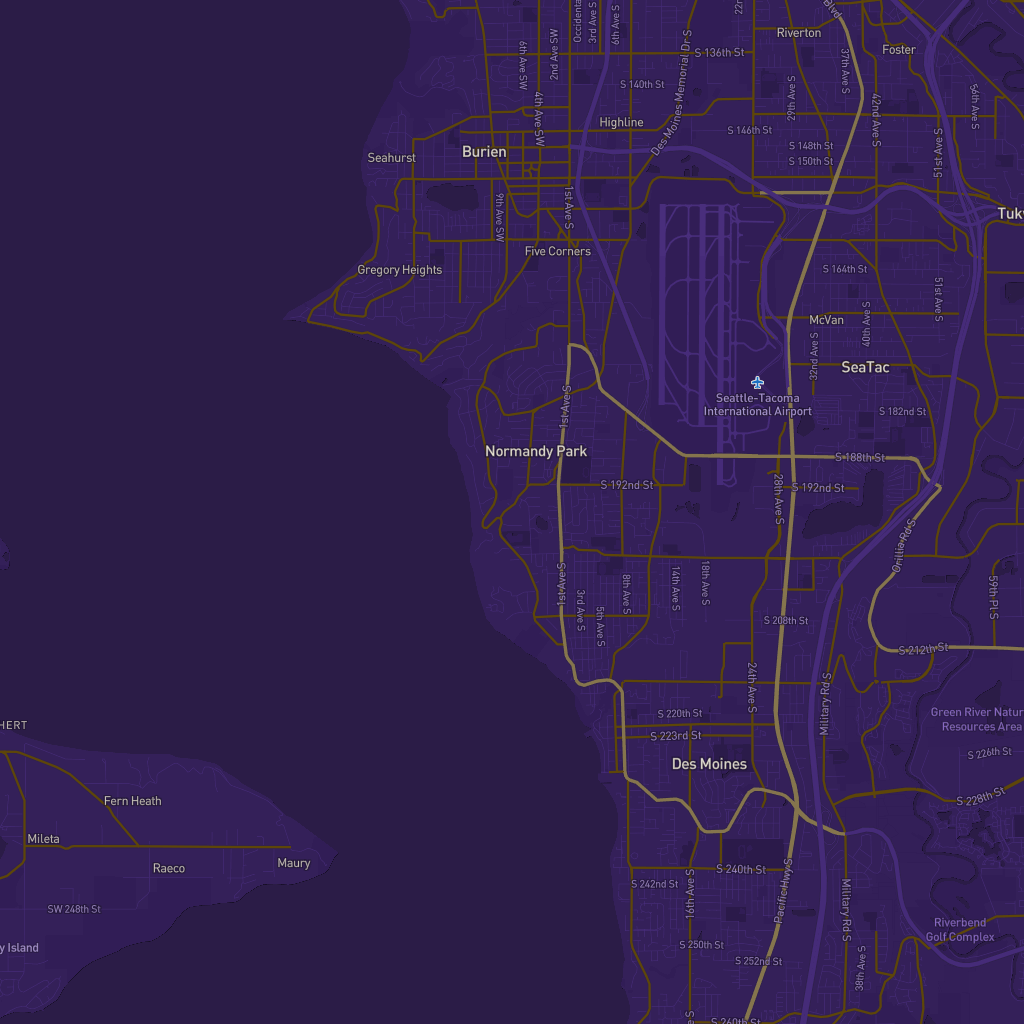 Occidental
3rd Ave S
6th Ave S
22nd
Blvd
Riverton
Foster
6th Ave SW
2nd Ave SW
S 136th St
37th Ave S
S 140th St
29th Ave S
56th Ave S
4th Ave SW
Des Moines Memorial Dr S
42nd Ave S
Highline
S 146th St
51st Ave S
Burien
S 148th St
Seahurst
S 150th St
9th Ave SW
1st Ave S
Tukw
Five Corners
Gregory Heights
S 164th St
51st Ave S
McVan
40th Ave S
32nd Ave S
SeaTac
Seattle-Tacoma
International Airport
1st Ave S
S 182nd St
Normandy Park
S 188th St
S 192nd St
S 192nd St
28th Ave S
Orillia Rd S
1st Ave S
3rd Ave S
5th Ave S
8th Ave S
14th Ave S
18th Ave S
59th Pl S
S 208th St
S 212th St
24th Ave S
Military Rd S
HERT
S 220th St
Green River Natur
Resources Area
S 223rd St
S 226th St
Des Moines
Fern Heath
S 228th St
Mileta
Raeco
Maury
S 240th St
S 242nd St
16th Ave S
Pacific Hwy S
Military Rd S
SW 248th St
Riverbend
Golf Complex
y Island
S 250th St
S 252nd St
38th Ave S
e S
S 260th St